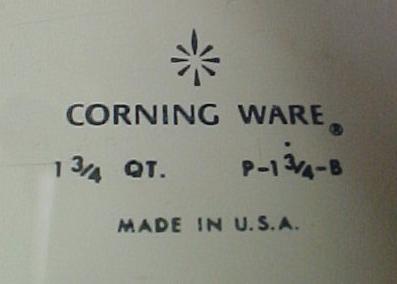 CORNING WARE®
1 3/4 QT. P-1 3/4-B
MADE IN U.S.A.